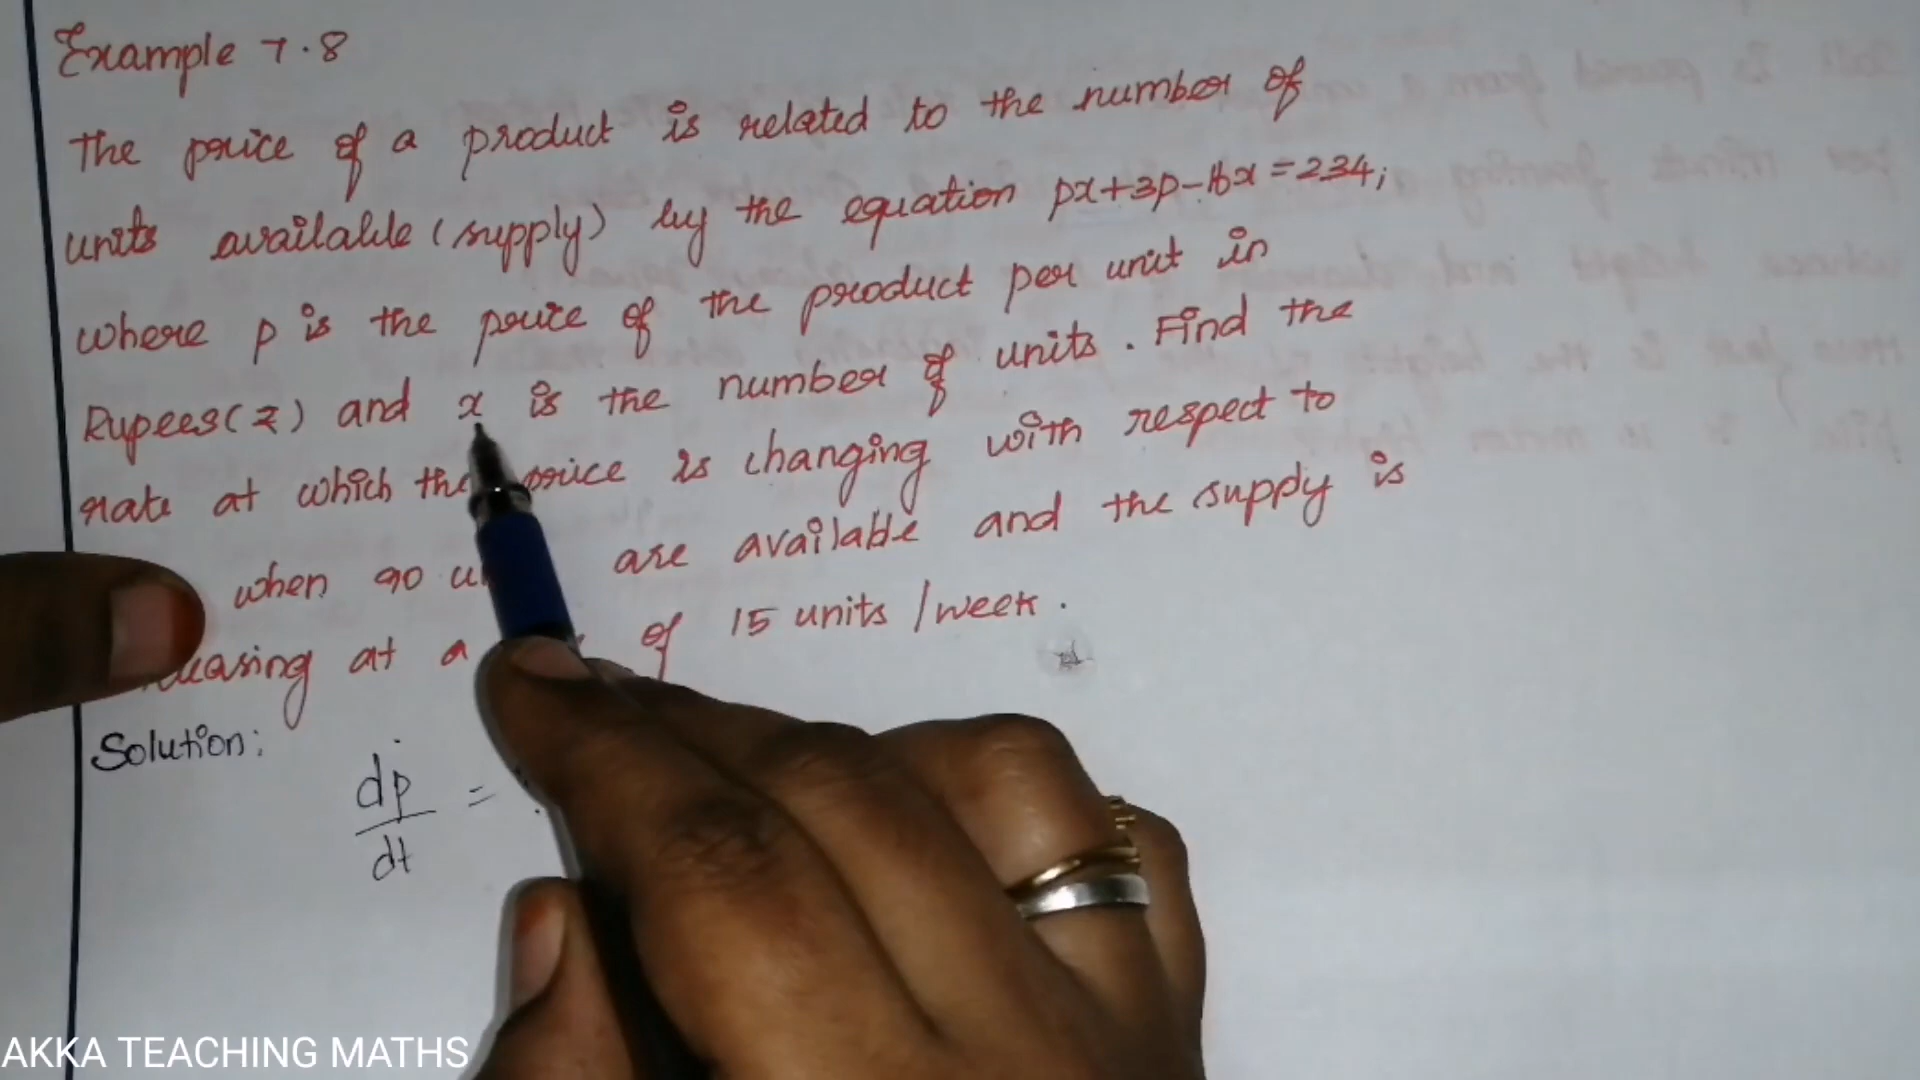 Example 7.8
The price of a product is related to the number of
units available (supply) by the equation px+3p-16x=234;
where p is the price of the product per unit in
Rupees(₹) and x is the number of units. Find the
rate at which the price is changing with respect to
when 90 are available and the supply is
at a of 15 units /week.
Solution:
dp
dt
=
AKKA TEACHING MATHS